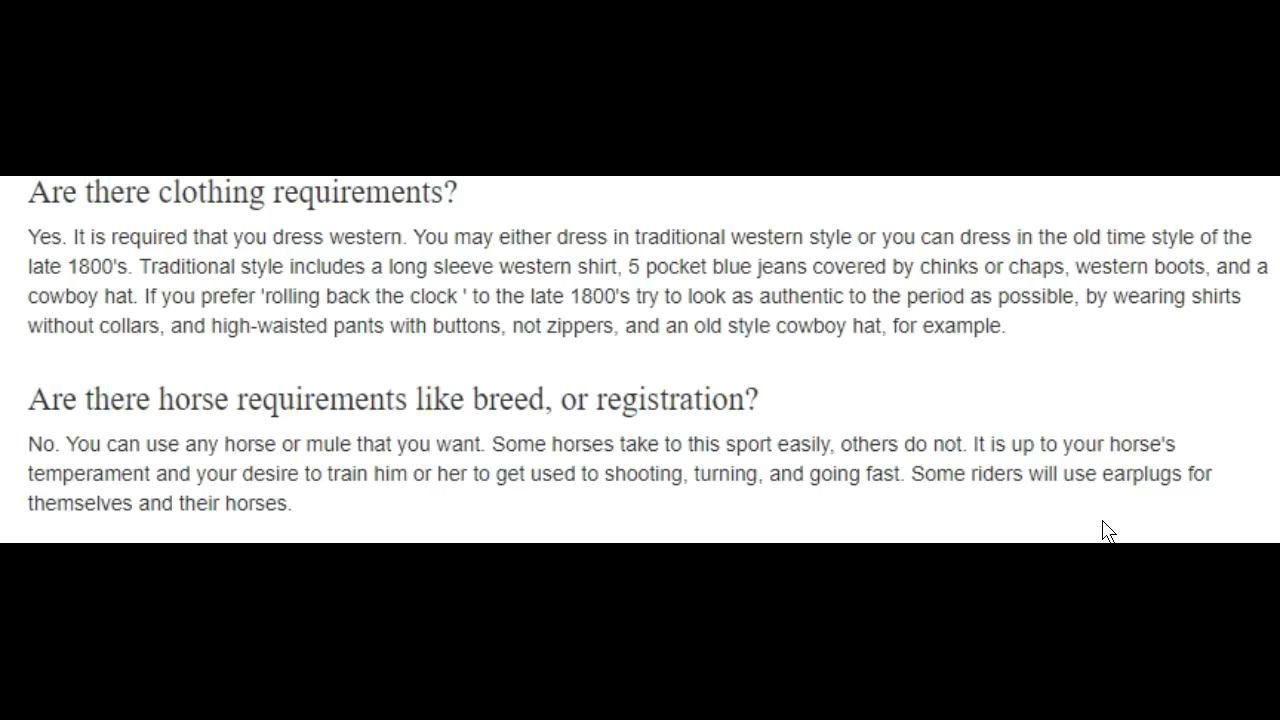 Are there clothing requirements?
Yes. It is required that you dress western. You may either dress in traditional western style or you can dress in the old time style of the
late 1800's. Traditional style includes a long sleeve western shirt, 5 pocket blue jeans covered by chinks or chaps, western boots, and a
cowboy hat. If you prefer 'rolling back the clock ' to the late 1800's try to look as authentic to the period as possible, by wearing shirts
without collars, and high-waisted pants with buttons, not zippers, and an old style cowboy hat, for example.
Are there horse requirements like breed, or registration?
No. You can use any horse or mule that you want. Some horses take to this sport easily, others do not. It is up to your horse's
temperament and your desire to train him or her to get used to shooting, turning, and going fast. Some riders will use earplugs for
themselves and their horses.